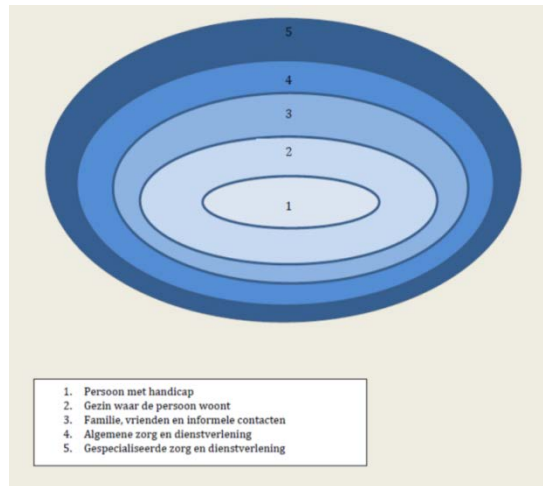 5
4
3
2
1
1. Persoon met handicap
2. Gezin waar de persoon woont
3. Familie, vrienden en informele contacten
4. Algemene zorg en dienstverlening
5. Gespecialiseerde zorg en dienstverlening